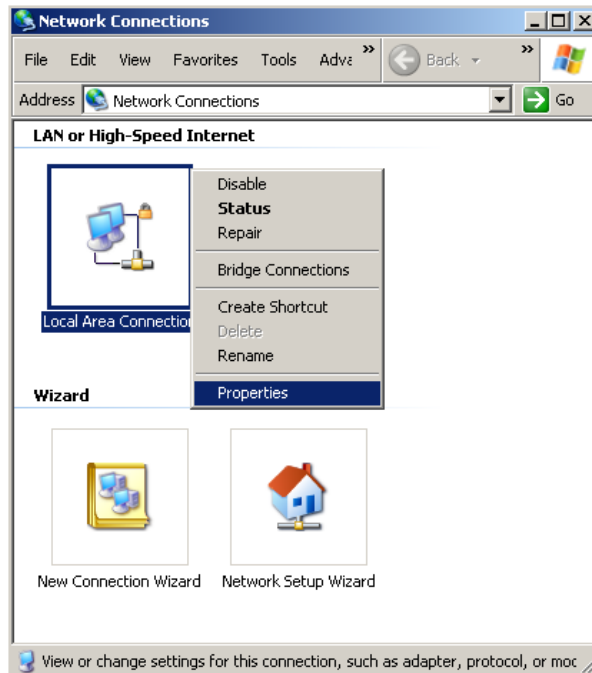 Network Connections
File Edit View Favorites Tools Adva » Back »
Address Network Connections Go
LAN or High-Speed Internet
Local Area Connection
Disable
Status
Repair
Bridge Connections
Create Shortcut
Delete
Rename
Properties
Wizard
New Connection Wizard Network Setup Wizard
View or change settings for this connection, such as adapter, protocol, or moc